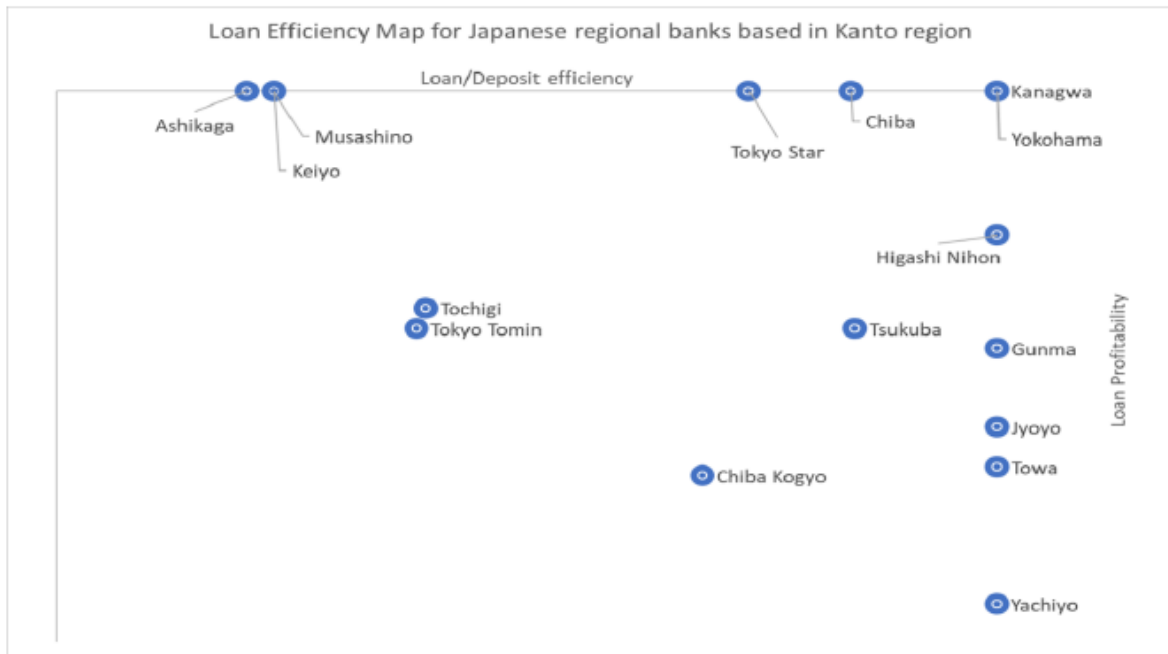 Loan Efficiency Map for Japanese regional banks based in Kanto region
Loan/Deposit efficiency
Kanagwa
Ashikaga
Musashino
Chiba
Yokohama
Keiyo
Tokyo Star
Higashi Nihon
Tochigi
Tokyo Tomin
Tsukuba
Gunma
Loan Profitability
Jyoyo
Towa
Chiba Kogyo
Yachiyo